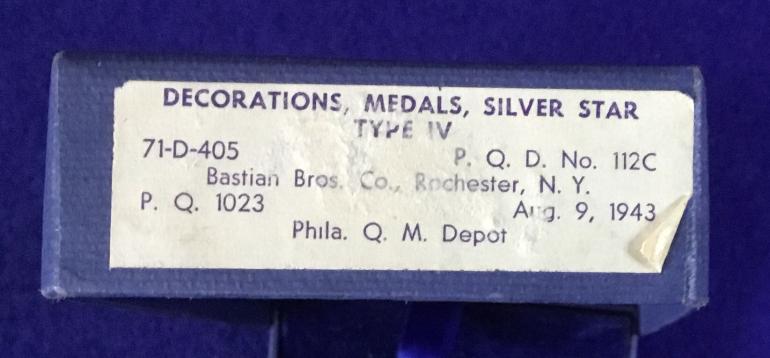 DECORATIONS, MEDALS, SILVER STAR
TYPE IV
71-D-405 P. Q. D. No. 112C
Bastian Bros. Co., Rochester, N. Y.
P. Q. 1023 Aug. 9, 1943
Phila. Q. M. Depot